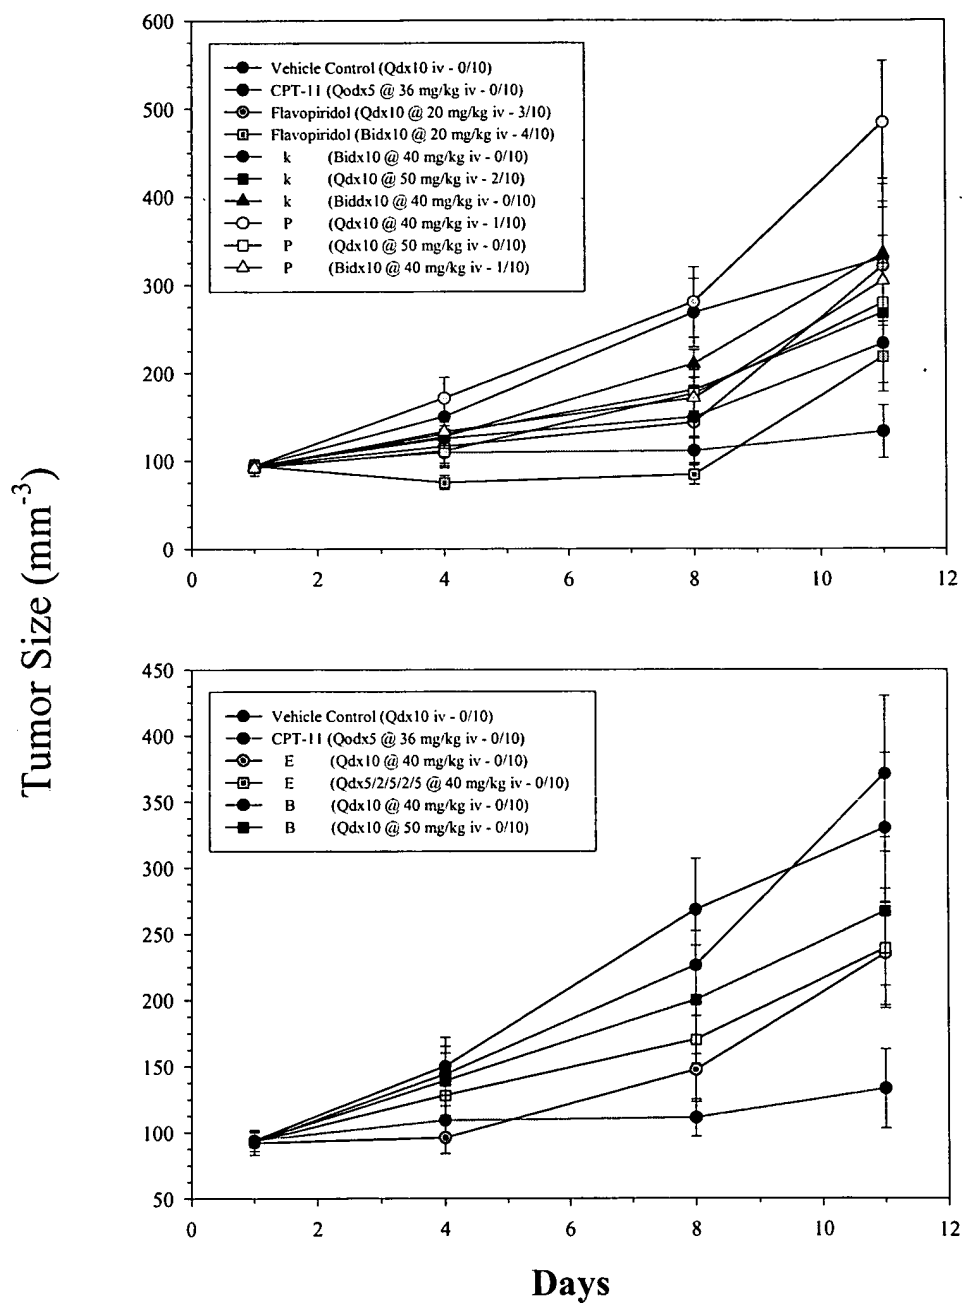 600
500
400
300
200
100
0
Vehicle Control (Qdx10 iv - 0/10)
CPT-11 (Qodx5 @ 36 mg/kg iv - 0/10)
Flavopiridol (Qdx10 @ 20 mg/kg iv - 3/10)
Flavopiridol (Bidx10 @ 20 mg/kg iv - 4/10)
k (Bidx10 @ 40 mg/kg iv - 0/10)
k (Qdx10 @ 50 mg/kg iv - 2/10)
k (Biddx10 @ 40 mg/kg iv - 0/10)
P (Qdx10 @ 40 mg/kg iv - 1/10)
P (Qdx10 @ 50 mg/kg iv - 0/10)
P (Bidx10 @ 40 mg/kg iv - 1/10)
0 2 4 6 8 10 12
Tumor Size (mm⁻³)
450
400
350
300
250
200
150
100
50
Vehicle Control (Qdx10 iv - 0/10)
CPT-11 (Qodx5 @ 36 mg/kg iv - 0/10)
E (Qdx10 @ 40 mg/kg iv - 0/10)
E (Qdx5/2/5/2/5 @ 40 mg/kg iv - 0/10)
B (Qdx10 @ 40 mg/kg iv - 0/10)
B (Qdx10 @ 50 mg/kg iv - 0/10)
0 2 4 6 8 10 12
Days